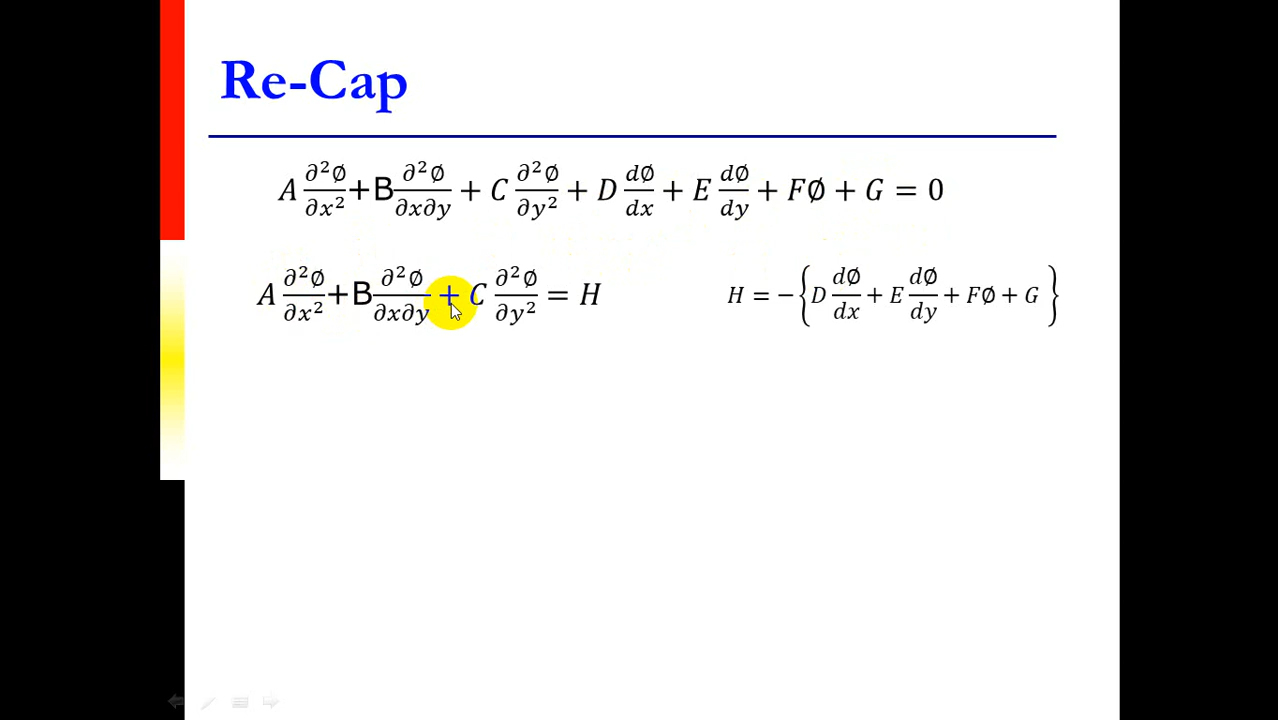 Re-Cap
A ∂²∅/∂x² + B ∂²∅/∂x∂y + C ∂²∅/∂y² + D d∅/dx + E d∅/dy + F∅ + G = 0
A ∂²∅/∂x² + B ∂²∅/∂x∂y + C ∂²∅/∂y² = H
H = −{D d∅/dx + E d∅/dy + F∅ + G}